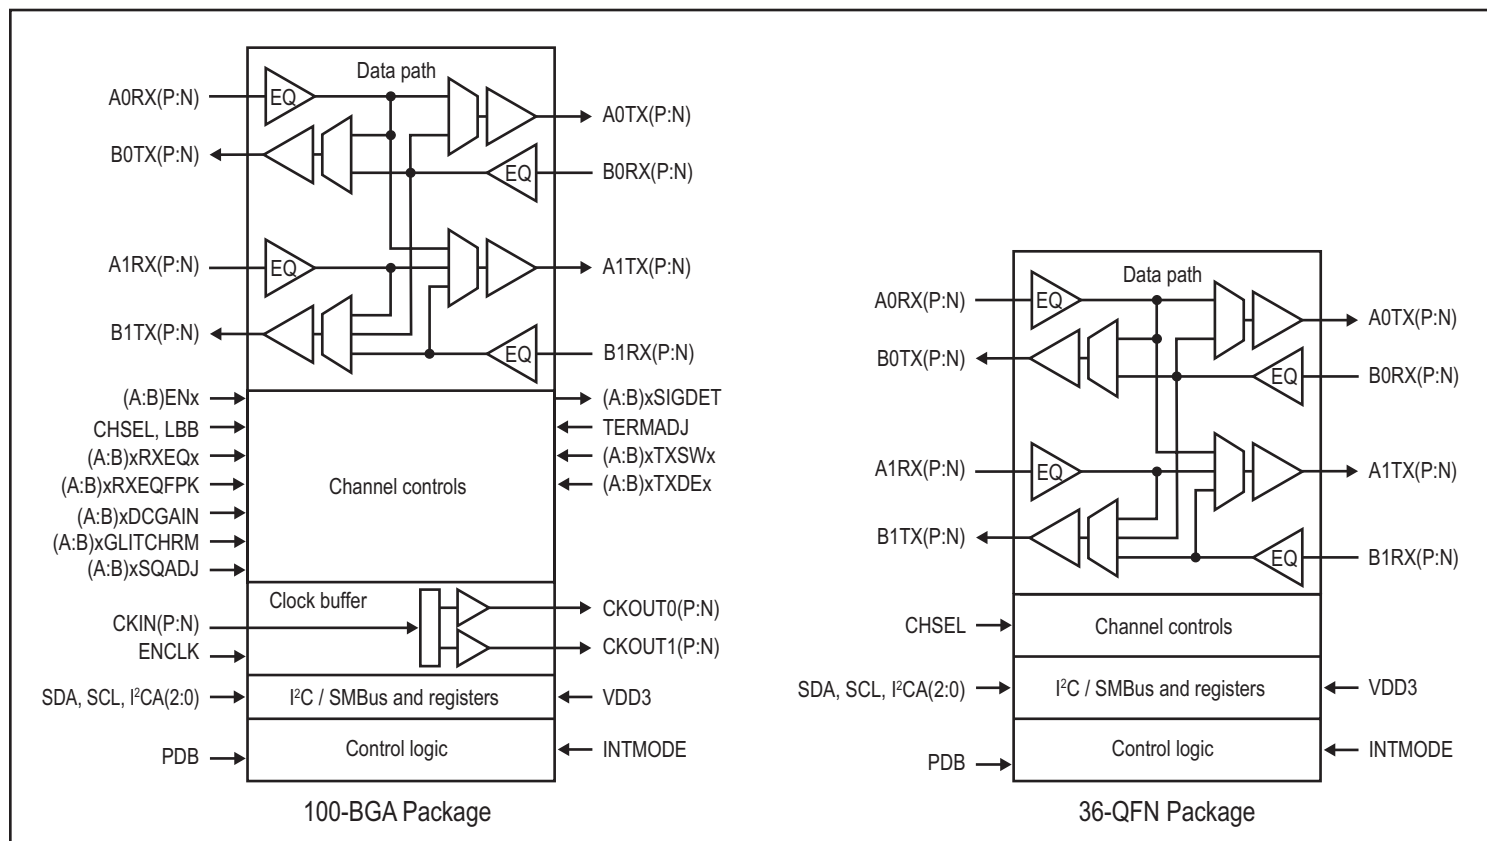 Data path
A0RX(P:N)
EQ
A0TX(P:N)
B0TX(P:N)
EQ
B0RX(P:N)
A1RX(P:N)
EQ
A1TX(P:N)
B1TX(P:N)
EQ
B1RX(P:N)
(A:B)ENx
(A:B)xSIGDET
CHSEL, LBB
TERMADJ
(A:B)xRXEQx
(A:B)xTXSWx
(A:B)xRXEQFPK
Channel controls
(A:B)xTXDEx
(A:B)xDCGAIN
(A:B)xGLITCHRM
(A:B)xSQADJ
Clock buffer
CKIN(P:N)
CKOUT0(P:N)
ENCLK
CKOUT1(P:N)
SDA, SCL, I²CA(2:0)
I²C / SMBus and registers
VDD3
PDB
Control logic
INTMODE
100-BGA Package
Data path
A0RX(P:N)
EQ
A0TX(P:N)
B0TX(P:N)
EQ
B0RX(P:N)
A1RX(P:N)
EQ
A1TX(P:N)
B1TX(P:N)
EQ
B1RX(P:N)
CHSEL
Channel controls
SDA, SCL, I²CA(2:0)
I²C / SMBus and registers
VDD3
PDB
Control logic
INTMODE
36-QFN Package